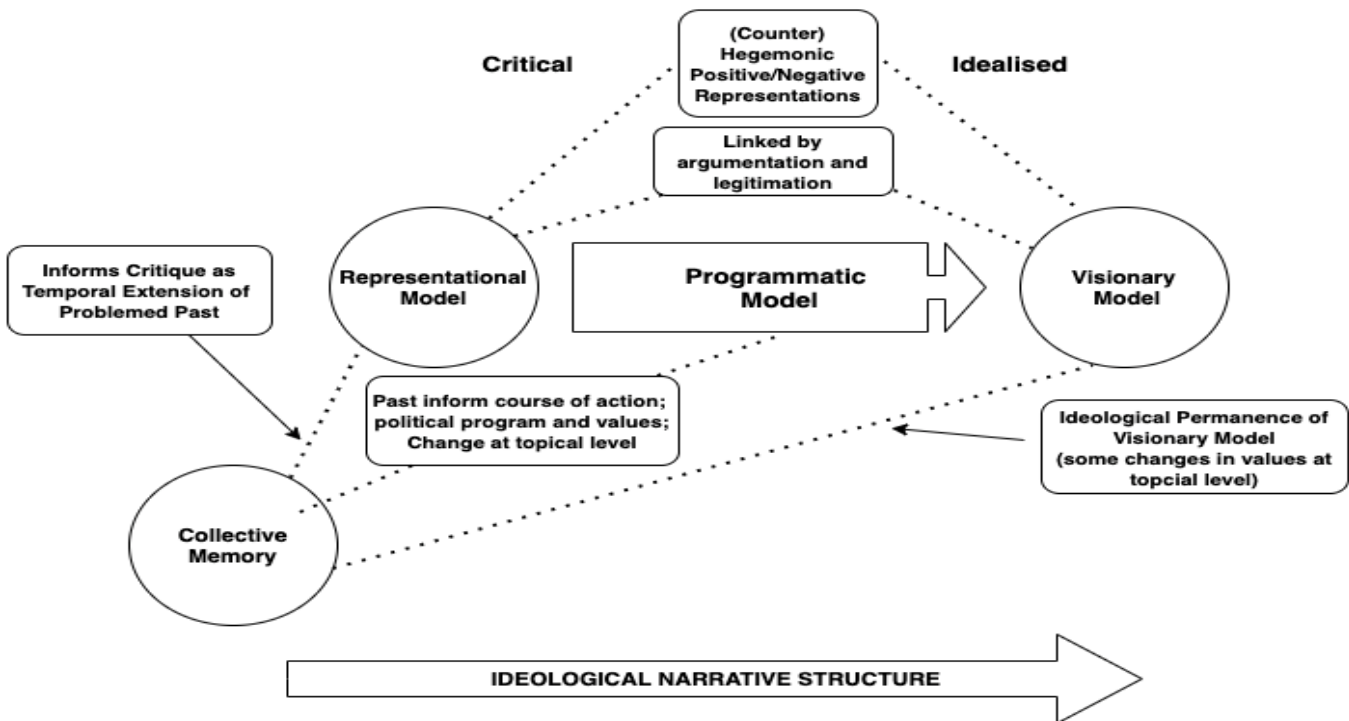 Critical
(Counter)
Hegemonic
Positive/Negative
Representations
Idealised
Linked by
argumentation and
legitimation
Informs Critique as
Temporal Extension of
Problemed Past
Representational
Model
Programmatic
Model
Visionary
Model
Past inform course of action;
political program and values;
Change at topical level
Ideological Permanence of
Visionary Model
(some changes in values at
topcial level)
Collective
Memory
IDEOLOGICAL NARRATIVE STRUCTURE